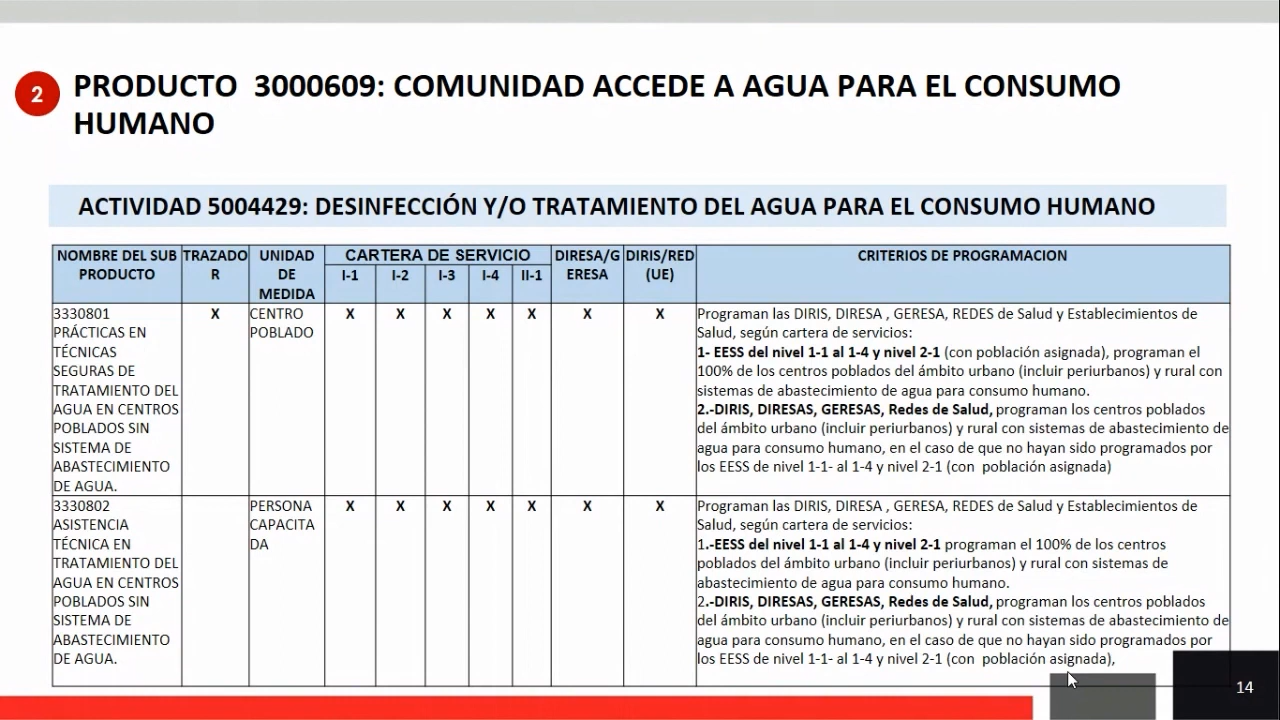 2
PRODUCTO 3000609: COMUNIDAD ACCEDE A AGUA PARA EL CONSUMO
HUMANO
ACTIVIDAD 5004429: DESINFECCIÓN Y/O TRATAMIENTO DEL AGUA PARA EL CONSUMO HUMANO
NOMBRE DEL SUB
PRODUCTO
TRAZADO
R
UNIDAD
DE
MEDIDA
CARTERA DE SERVICIO
I-1 I-2 I-3 I-4 II-1
DIRESA/G
ERESA
DIRIS/RED
(UE)
CRITERIOS DE PROGRAMACION
3330801
PRÁCTICAS EN
TÉCNICAS
SEGURAS DE
TRATAMIENTO DEL
AGUA EN CENTROS
POBLADOS SIN
SISTEMA DE
ABASTECIMIENTO
DE AGUA.
X
CENTRO
POBLADO
X X X X X X X
Programan las DIRIS, DIRESA , GERESA, REDES de Salud y Establecimientos de
Salud, según cartera de servicios:
1- EESS del nivel 1-1 al 1-4 y nivel 2-1 (con población asignada), programan el
100% de los centros poblados del ámbito urbano (incluir periurbanos) y rural con
sistemas de abastecimiento de agua para consumo humano.
2.-DIRIS, DIRESAS, GERESAS, Redes de Salud, programan los centros poblados
del ámbito urbano (incluir periurbanos) y rural con sistemas de abastecimiento de
agua para consumo humano, en el caso de que no hayan sido programados por
los EESS de nivel 1-1- al 1-4 y nivel 2-1 (con población asignada)
3330802
ASISTENCIA
TÉCNICA EN
TRATAMIENTO DEL
AGUA EN CENTROS
POBLADOS SIN
SISTEMA DE
ABASTECIMIENTO
DE AGUA.
PERSONA
CAPACITA
DA
X X X X X X X
Programan las DIRIS, DIRESA , GERESA, REDES de Salud y Establecimientos de
Salud, según cartera de servicios:
1.-EESS del nivel 1-1 al 1-4 y nivel 2-1 programan el 100% de los centros
poblados del ámbito urbano (incluir periurbanos) y rural con sistemas de
abastecimiento de agua para consumo humano.
2.-DIRIS, DIRESAS, GERESAS, Redes de Salud, programan los centros poblados
del ámbito urbano (incluir periurbanos) y rural con sistemas de abastecimiento de
agua para consumo humano, en el caso de que no hayan sido programados por
los EESS de nivel 1-1- al 1-4 y nivel 2-1 (con población asignada),
14